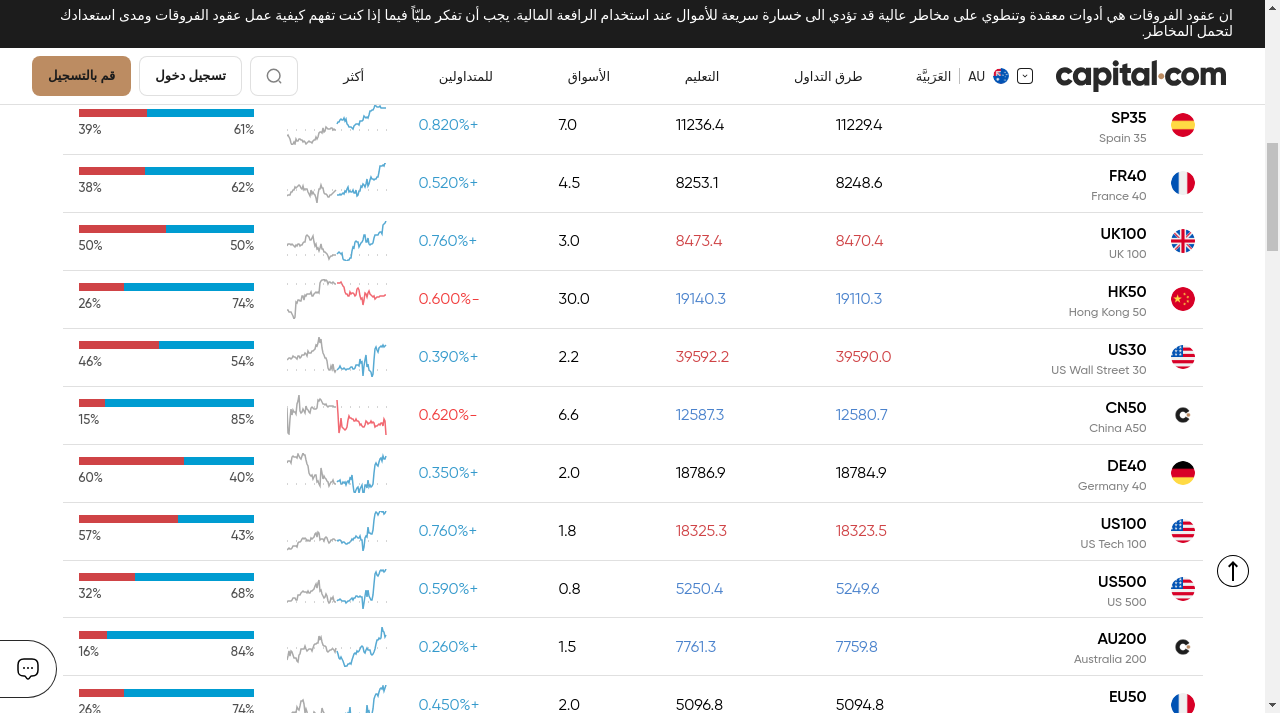 ان عقود الفروقات هي أدوات معقدة وتنطوي على مخاطر عالية قد تؤدي الى خسارة سريعة للأموال عند استخدام الرافعة المالية. يجب أن تفكر مليّاً فيما إذا كنت تفهم كيفية عمل عقود الفروقات ومدى استعدادك
لتحمل المخاطر.
capital.com AU العَرَبيَّة طرق التداول التعليم الأسواق للمتداولين أكثر تسجيل دخول قم بالتسجيل
SP35 11229.4 11236.4 7.0 0.820%+ 61% 39%
Spain 35
FR40 8248.6 8253.1 4.5 0.520%+ 62% 38%
France 40
UK100 8470.4 8473.4 3.0 0.760%+ 50% 50%
UK 100
HK50 19110.3 19140.3 30.0 0.600%- 74% 26%
Hong Kong 50
US30 39590.0 39592.2 2.2 0.390%+ 54% 46%
US Wall Street 30
CN50 12580.7 12587.3 6.6 0.620%- 85% 15%
China A50
DE40 18784.9 18786.9 2.0 0.350%+ 40% 60%
Germany 40
US100 18323.5 18325.3 1.8 0.760%+ 43% 57%
US Tech 100
US500 5249.6 5250.4 0.8 0.590%+ 68% 32%
US 500
AU200 7759.8 7761.3 1.5 0.260%+ 84% 16%
Australia 200
EU50 5094.8 5096.8 2.0 0.450%+ 74% 26%